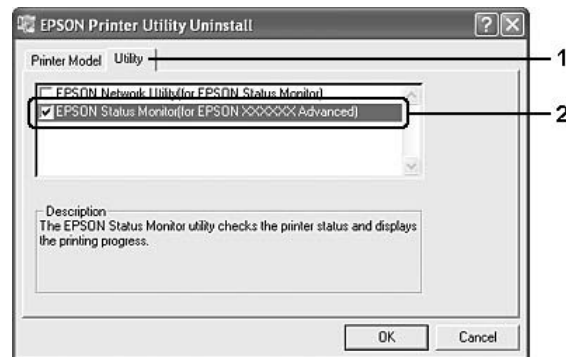 EPSON Printer Utility Uninstall
Printer Model Utility 1
EPSON Network Utility(for EPSON Status Monitor)
EPSON Status Monitor(for EPSON XXXXXX Advanced) 2
Description
The EPSON Status Monitor utility checks the printer status and displays
the printing progress.
OK Cancel